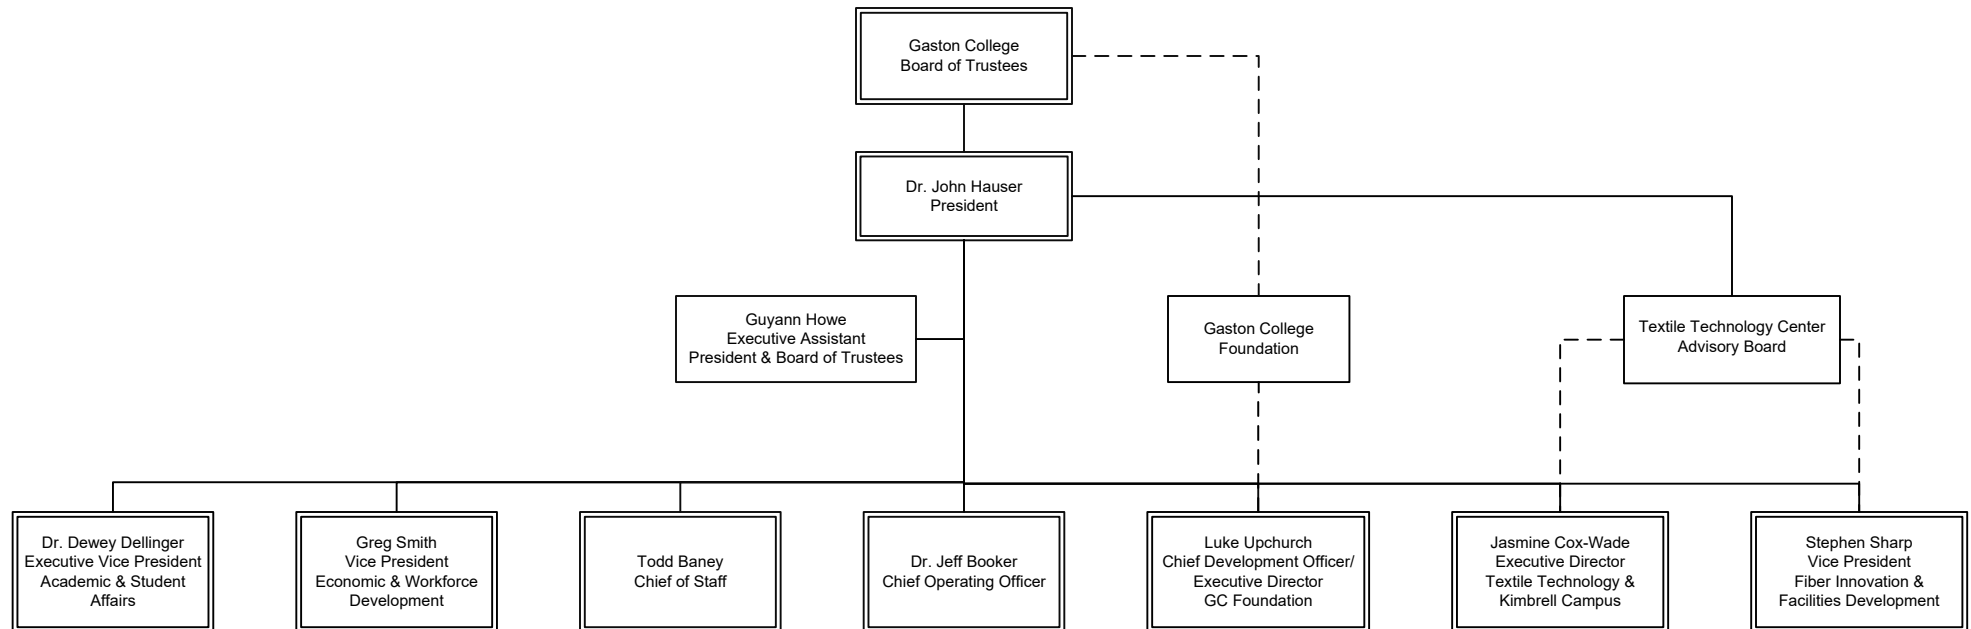 Gaston College
Board of Trustees
Dr. John Hauser
President
Guyann Howe
Executive Assistant
President & Board of Trustees
Gaston College
Foundation
Textile Technology Center
Advisory Board
Dr. Dewey Dellinger
Executive Vice President
Academic & Student
Affairs
Greg Smith
Vice President
Economic & Workforce
Development
Todd Baney
Chief of Staff
Dr. Jeff Booker
Chief Operating Officer
Luke Upchurch
Chief Development Officer/
Executive Director
GC Foundation
Jasmine Cox-Wade
Executive Director
Textile Technology &
Kimbrell Campus
Stephen Sharp
Vice President
Fiber Innovation &
Facilities Development